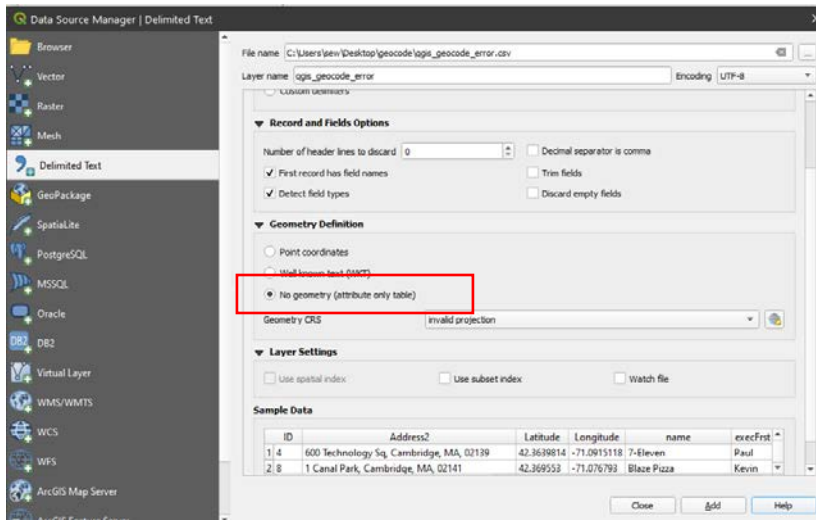 Data Source Manager | Delimited Text
Browser
Vector
Raster
Mesh
Delimited Text
GeoPackage
SpatiaLite
PostgreSQL
MSSQL
Oracle
DB2 DB2
Virtual Layer
WMS/WMTS
WCS
WFS
ArcGIS Map Server
ArcGIS Feature Server
File name C:\Users\sew\Desktop\geocode\qgis_geocode_error.csv
Layer name qgis_geocode_error Encoding UTF-8
Custom delimiters
Record and Fields Options
Number of header lines to discard 0 Decimal separator is comma
First record has field names Trim fields
Detect field types Discard empty fields
Geometry Definition
Point coordinates
Well known text (WKT)
No geometry (attribute only table)
Geometry CRS invalid projection
Layer Settings
Use spatial index Use subset index Watch file
Sample Data
ID Address2 Latitude Longitude name execFrst
1 4 600 Technology Sq, Cambridge, MA, 02139 42.3639814 -71.0915118 7-Eleven Paul
2 8 1 Canal Park, Cambridge, MA, 02141 42.369553 -71.076793 Blaze Pizza Kevin
Close Add Help